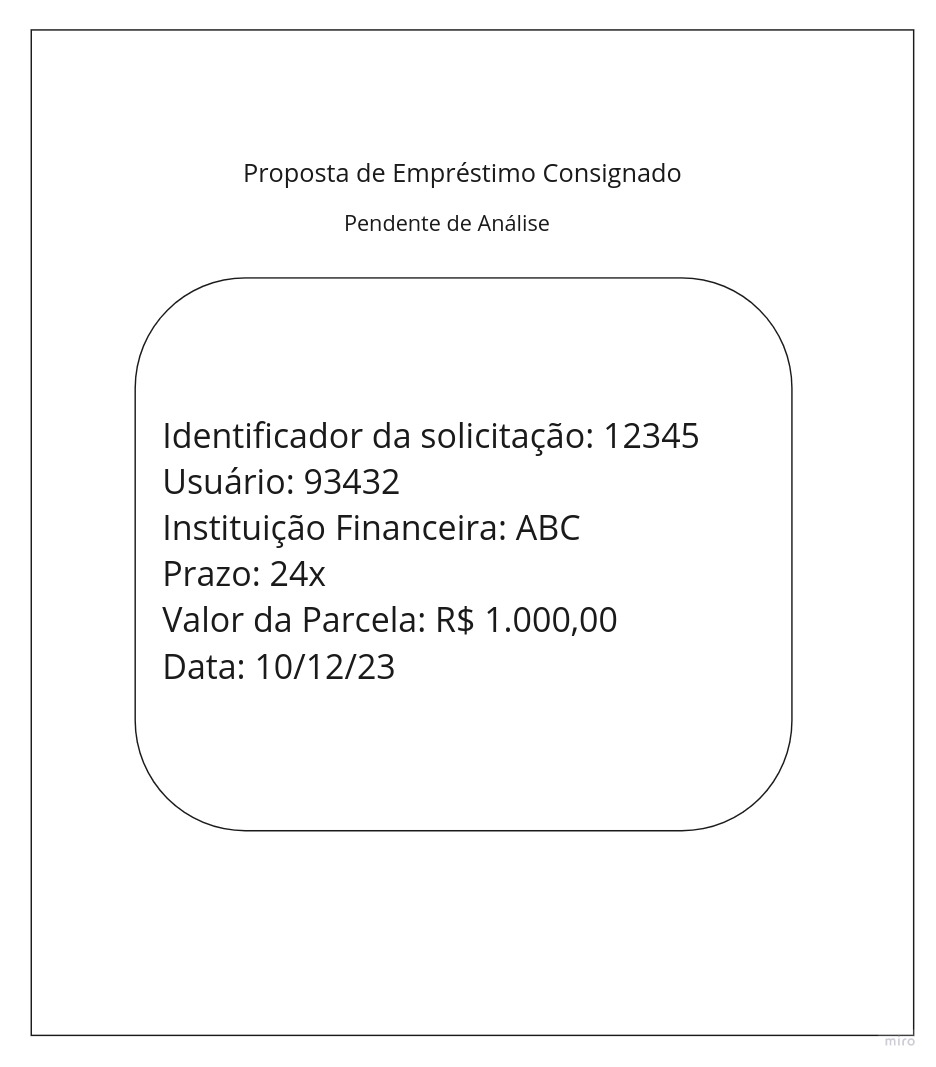 Proposta de Empréstimo Consignado
Pendente de Análise
Identificador da solicitação: 12345
Usuário: 93432
Instituição Financeira: ABC
Prazo: 24x
Valor da Parcela: R$ 1.000,00
Data: 10/12/23
miro